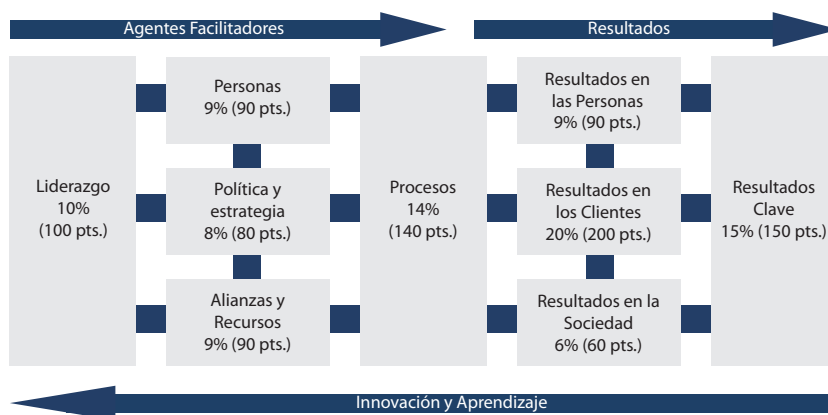 Agentes Facilitadores
Resultados
Liderazgo
10%
(100 pts.)
Personas
9% (90 pts.)
Política y
estrategia
8% (80 pts.)
Alianzas y
Recursos
9% (90 pts.)
Procesos
14%
(140 pts.)
Resultados en
las Personas
9% (90 pts.)
Resultados en
los Clientes
20% (200 pts.)
Resultados en la
Sociedad
6% (60 pts.)
Resultados
Clave
15% (150 pts.)
Innovación y Aprendizaje